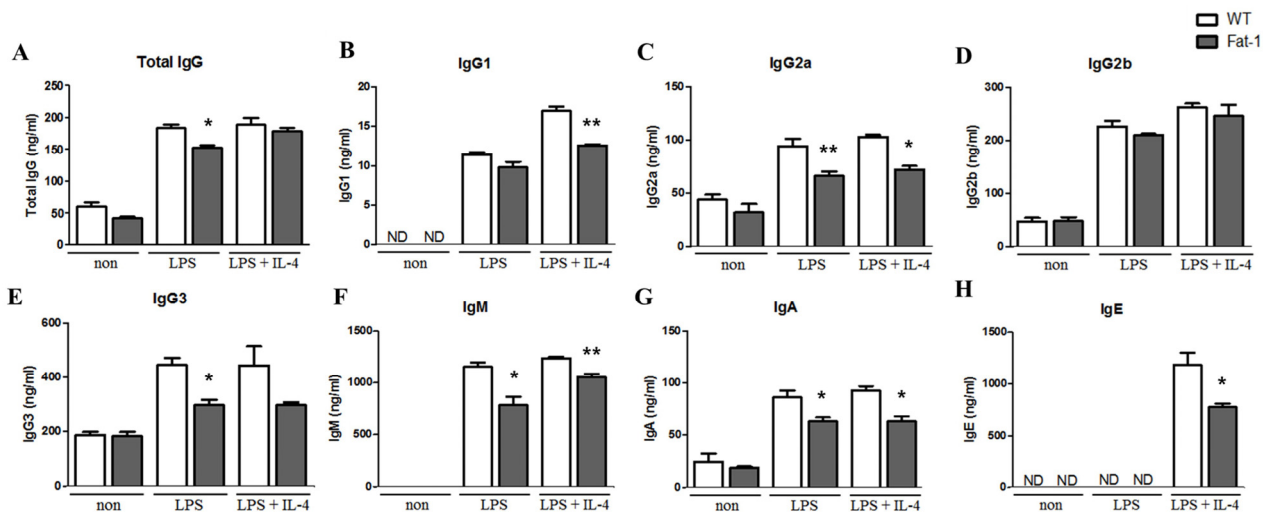 WT
Fat-1
A
Total IgG
Total IgG (ng/ml)
250
200
150
100
50
0
*
non
LPS
LPS + IL-4
B
IgG1
IgG1 (ng/ml)
20
15
10
5
0
ND ND
**
non
LPS
LPS + IL-4
C
IgG2a
IgG2a (ng/ml)
150
100
50
0
**
*
non
LPS
LPS + IL-4
D
IgG2b
IgG2b (ng/ml)
300
200
100
0
non
LPS
LPS + IL-4
E
IgG3
IgG3 (ng/ml)
600
400
200
0
*
non
LPS
LPS + IL-4
F
IgM
IgM (ng/ml)
1500
1000
500
0
*
**
non
LPS
LPS + IL-4
G
IgA
IgA (ng/ml)
150
100
50
0
*
*
non
LPS
LPS + IL-4
H
IgE
IgE (ng/ml)
1500
1000
500
0
ND ND ND ND
*
non
LPS
LPS + IL-4